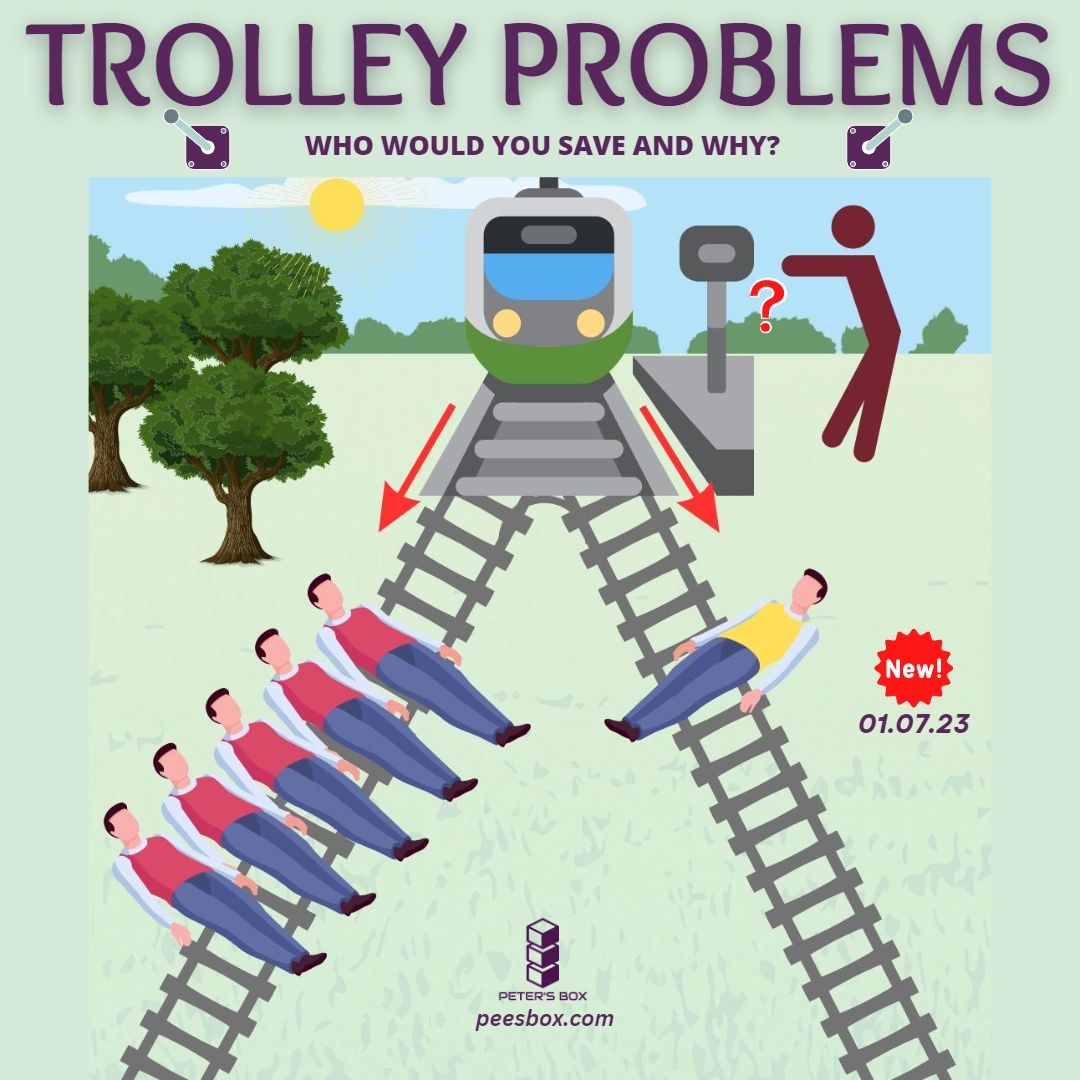 TROLLEY PROBLEMS
WHO WOULD YOU SAVE AND WHY?
?
New!
01.07.23
PETER'S BOX
peesbox.com